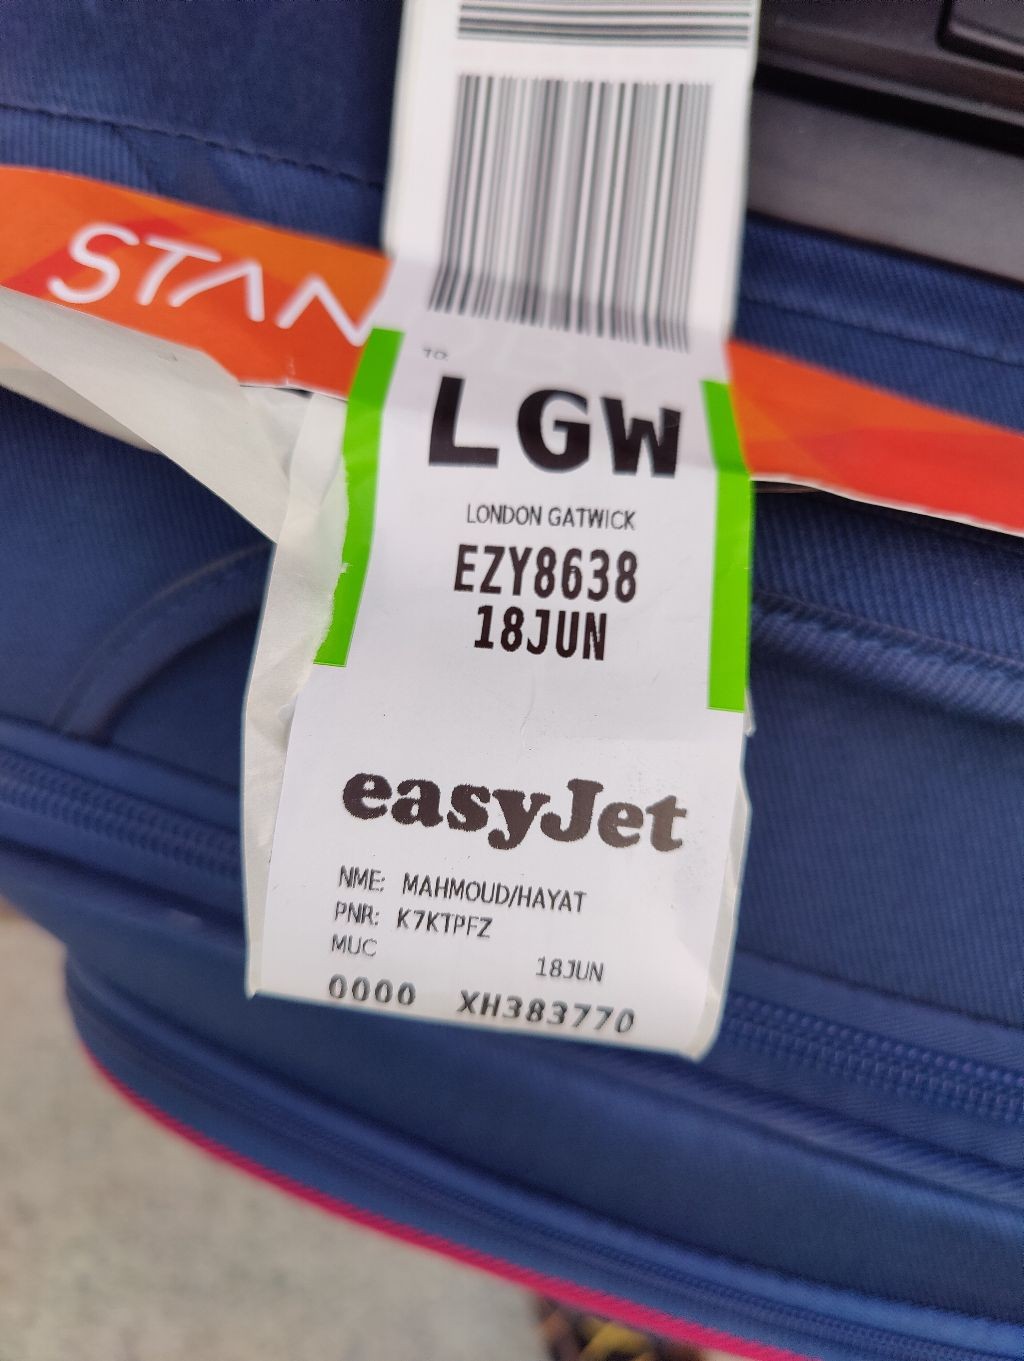 STAN
TO:
LGW
LONDON GATWICK
EZY8638
18JUN
easyJet
NME: MAHMOUD/HAYAT
PNR: K7KTPFZ
MUC 18JUN
0000 XH383770